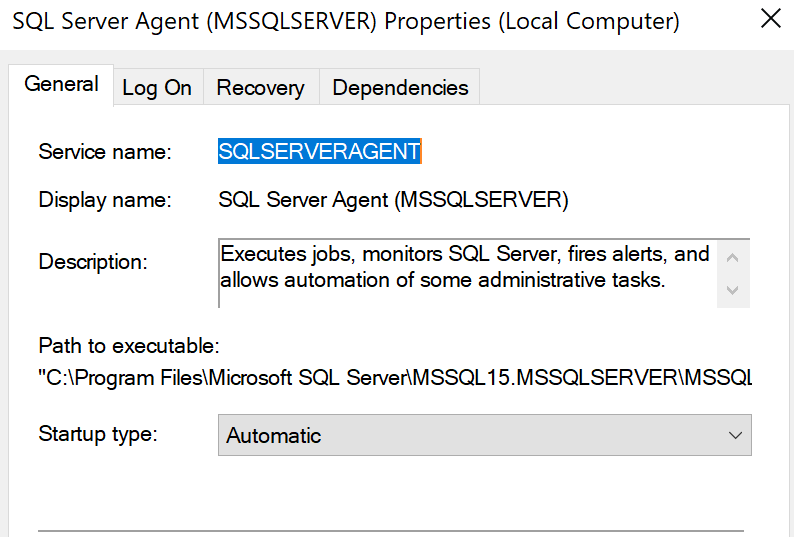 SQL Server Agent (MSSQLSERVER) Properties (Local Computer)
General Log On Recovery Dependencies
Service name: SQLSERVERAGENT
Display name: SQL Server Agent (MSSQLSERVER)
Description: Executes jobs, monitors SQL Server, fires alerts, and
allows automation of some administrative tasks.
Path to executable:
"C:\Program Files\Microsoft SQL Server\MSSQL15.MSSQLSERVER\MSSQL
Startup type: Automatic